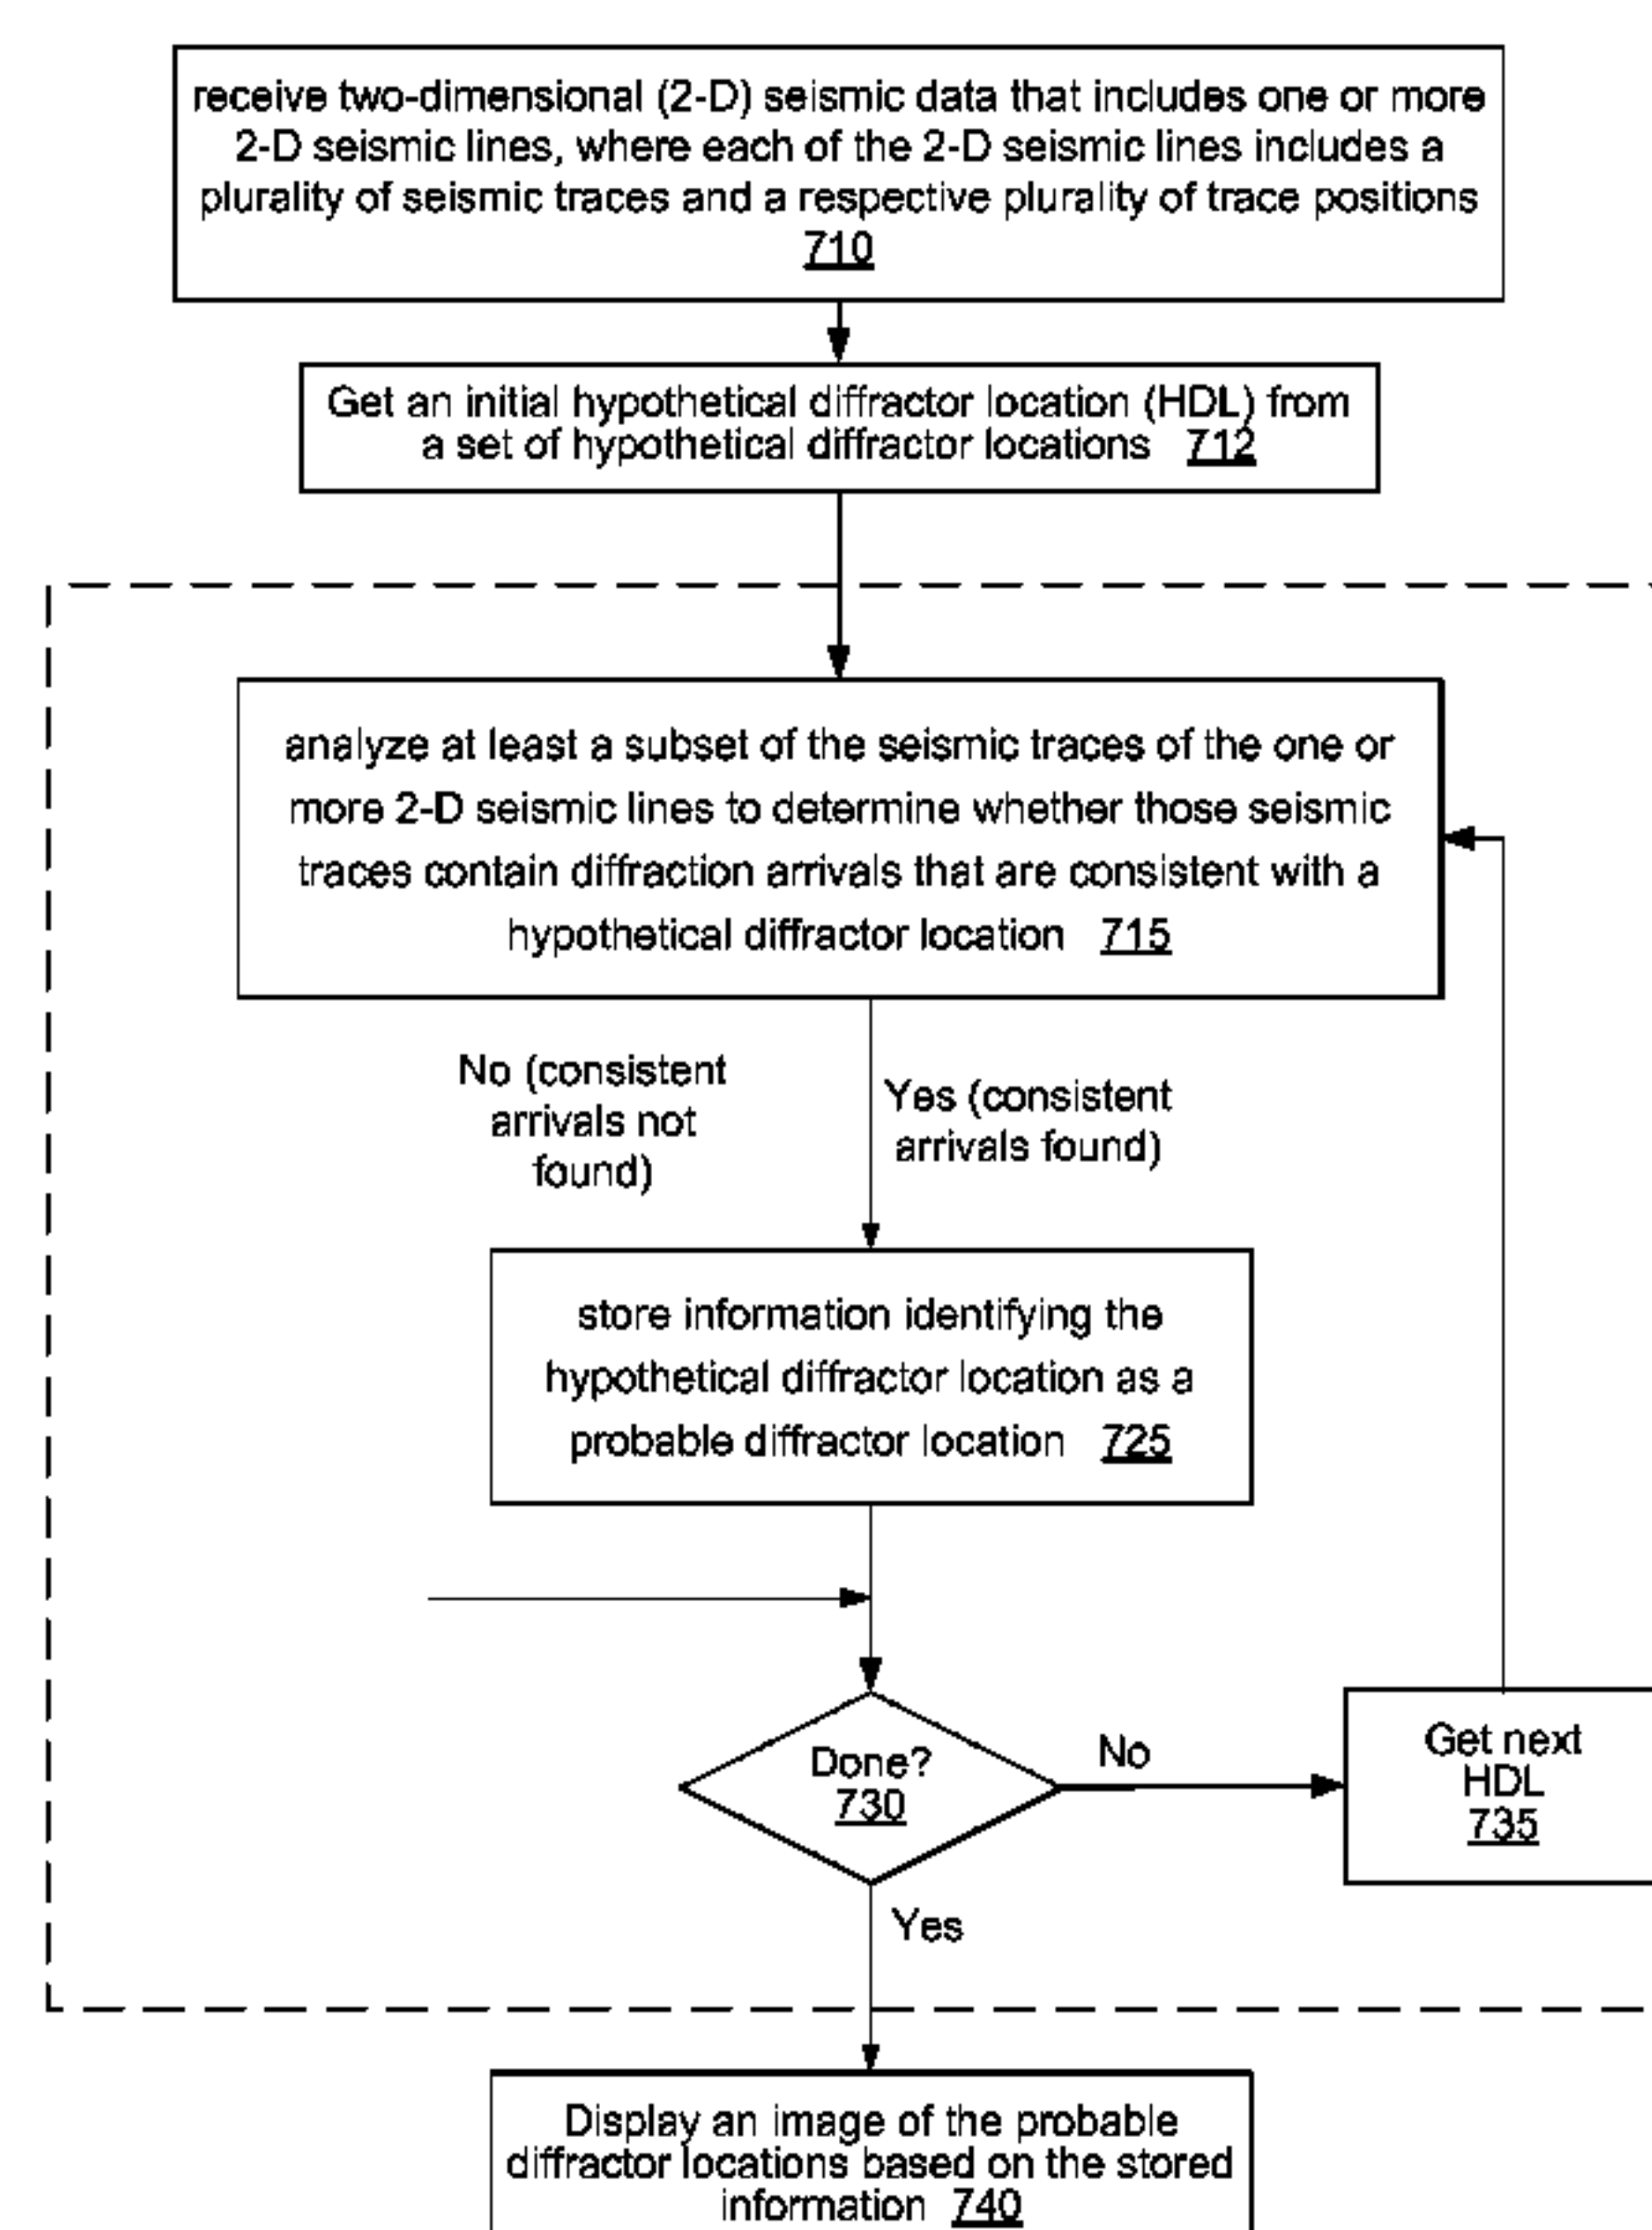 receive two-dimensional (2-D) seismic data that includes one or more
2-D seismic lines, where each of the 2-D seismic lines includes a
plurality of seismic traces and a respective plurality of trace positions
710
Get an initial hypothetical diffractor location (HDL) from
a set of hypothetical diffractor locations 712
analyze at least a subset of the seismic traces of the one or
more 2-D seismic lines to determine whether those seismic
traces contain diffraction arrivals that are consistent with a
hypothetical diffractor location 715
No (consistent
arrivals not
found)
Yes (consistent
arrivals found)
store information identifying the
hypothetical diffractor location as a
probable diffractor location 725
Done?
730
No
Get next
HDL
735
Yes
Display an image of the probable
diffractor locations based on the stored
information 740